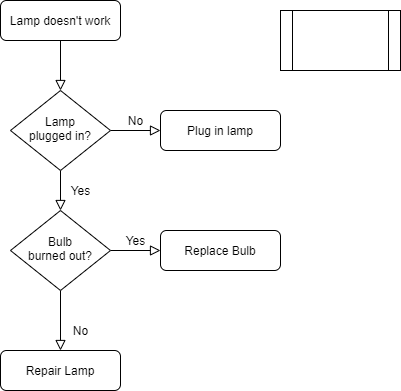 Lamp doesn't work
Lamp
plugged in?
No
Plug in lamp
Yes
Bulb
burned out?
Yes
Replace Bulb
No
Repair Lamp